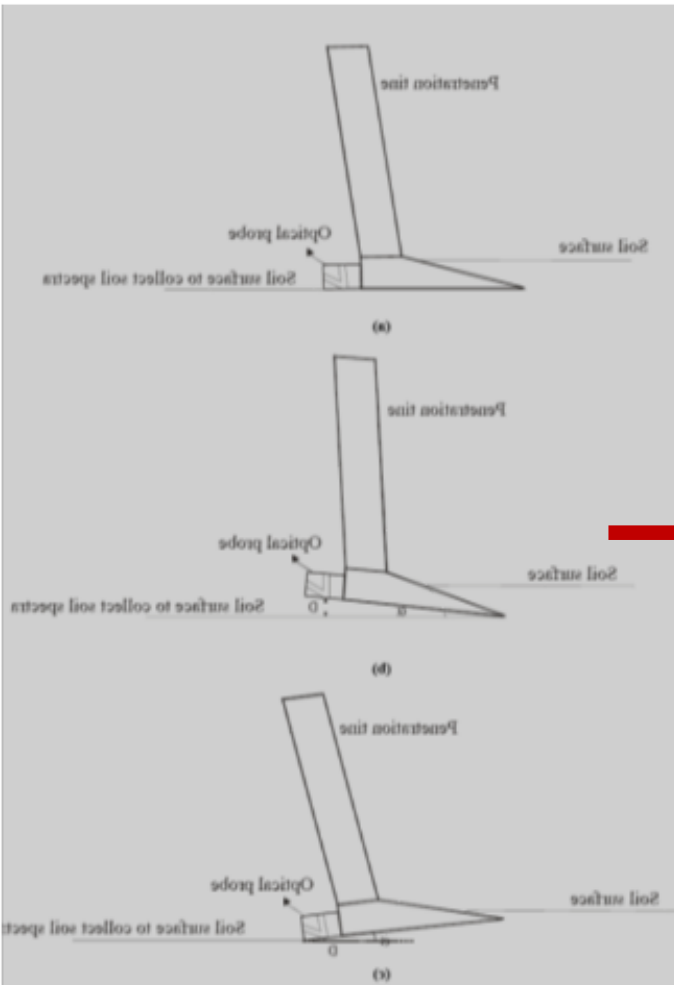 Penetration tine
Optical probe
Soil surface
Soil surface to collect soil spectra
(a)
Penetration tine
Optical probe
Soil surface
Soil surface to collect soil spectra
D
α
(b)
Penetration tine
Optical probe
Soil surface
Soil surface to collect soil spect
D
α
(c)